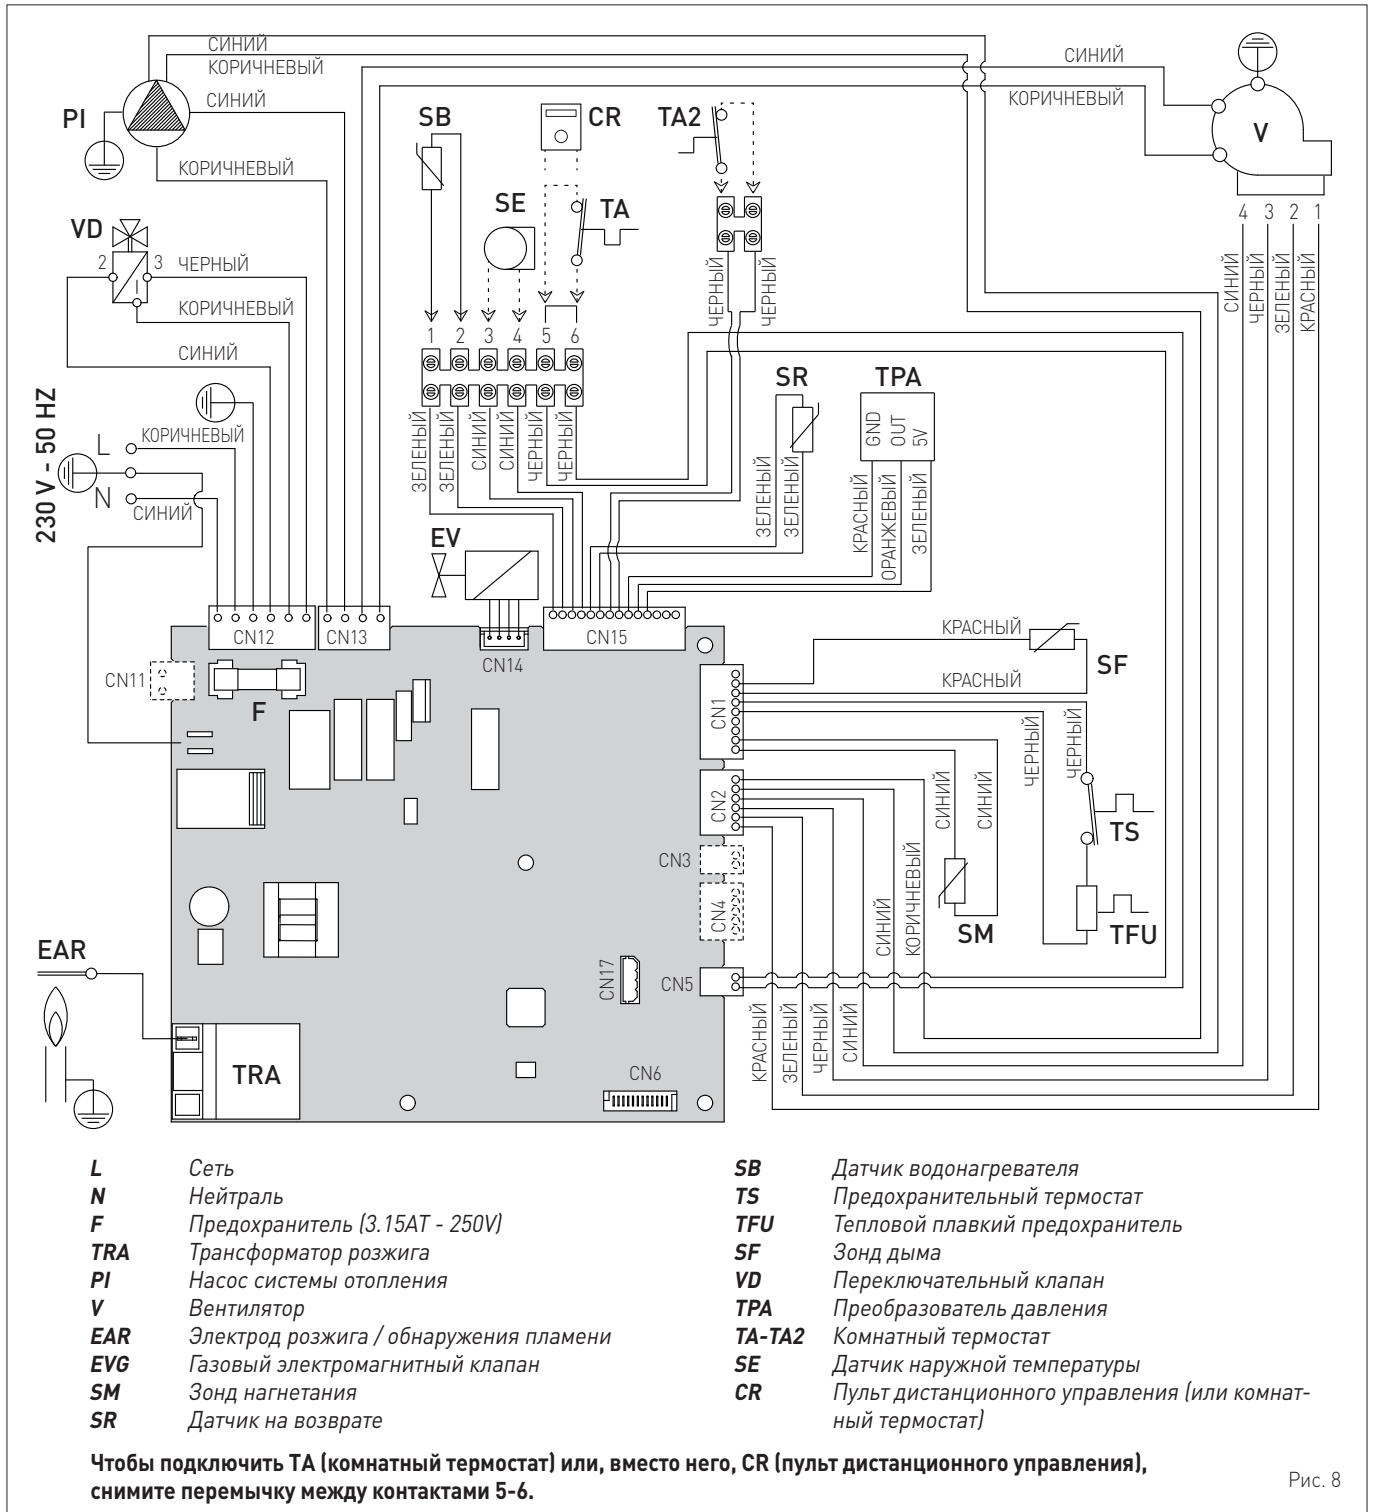 СИНИЙ
КОРИЧНЕВЫЙ
СИНИЙ
КОРИЧНЕВЫЙ
PI
СИНИЙ
КОРИЧНЕВЫЙ
V
4 3 2 1
СИНИЙ
ЧЕРНЫЙ
ЗЕЛЕНЫЙ
КРАСНЫЙ
SB
CR
TA2
SE
TA
VD
2
3
ЧЕРНЫЙ
КОРИЧНЕВЫЙ
СИНИЙ
ЧЕРНЫЙ
ЧЕРНЫЙ
1 2 3 4 5 6
ЗЕЛЕНЫЙ
ЗЕЛЕНЫЙ
СИНИЙ
СИНИЙ
ЧЕРНЫЙ
ЧЕРНЫЙ
230 V - 50 HZ
L
КОРИЧНЕВЫЙ
N
СИНИЙ
SR
TPA
GND
OUT
5V
ЗЕЛЕНЫЙ
ЗЕЛЕНЫЙ
КРАСНЫЙ
ОРАНЖЕВЫЙ
ЗЕЛЕНЫЙ
EV
CN12
CN13
CN14
CN15
CN11
F
КРАСНЫЙ
КРАСНЫЙ
SF
CN1
ЧЕРНЫЙ
ЧЕРНЫЙ
СИНИЙ
СИНИЙ
CN2
TS
CN3
CN4
СИНИЙ
КОРИЧНЕВЫЙ
SM
TFU
EAR
CN17
CN5
КРАСНЫЙ
ЗЕЛЕНЫЙ
ЧЕРНЫЙ
СИНИЙ
TRA
CN6
L Сеть
N Нейтраль
F Предохранитель (3.15AT - 250V)
TRA Трансформатор розжига
PI Насос системы отопления
V Вентилятор
EAR Электрод розжига / обнаружения пламени
EVG Газовый электромагнитный клапан
SM Зонд нагнетания
SR Датчик на возврате
SB Датчик водонагревателя
TS Предохранительный термостат
TFU Тепловой плавкий предохранитель
SF Зонд дыма
VD Переключательный клапан
TPA Преобразователь давления
TA-TA2 Комнатный термостат
SE Датчик наружной температуры
CR Пульт дистанционного управления (или комнат-
ный термостат)
Чтобы подключить ТА (комнатный термостат) или, вместо него, CR (пульт дистанционного управления),
снимите перемычку между контактами 5-6.
Рис. 8